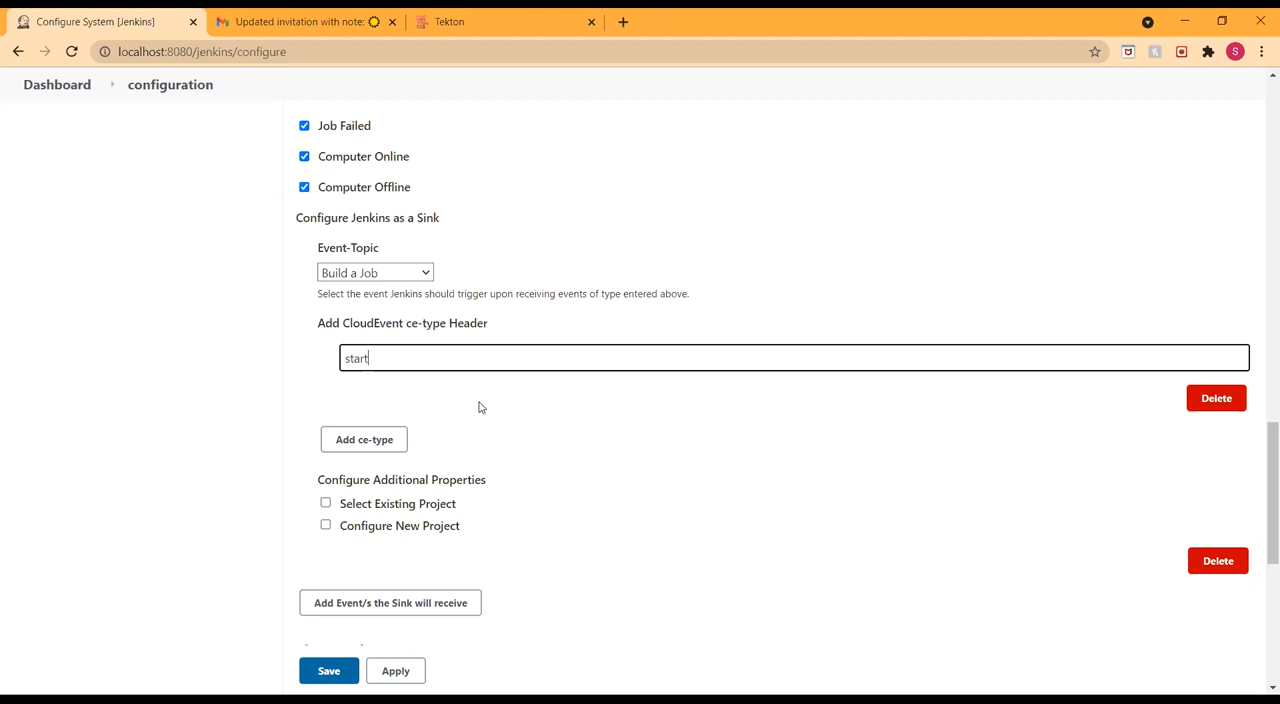 Configure System [Jenkins]
Updated invitation with note:
Tekton
localhost:8080/jenkins/configure
S
Dashboard
configuration
Job Failed
Computer Online
Computer Offline
Configure Jenkins as a Sink
Event-Topic
Build a Job
Select the event Jenkins should trigger upon receiving events of type entered above.
Add CloudEvent ce-type Header
start
Delete
Add ce-type
Configure Additional Properties
Select Existing Project
Configure New Project
Delete
Add Event/s the Sink will receive
Save
Apply